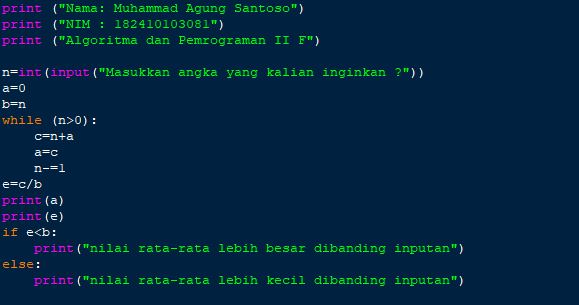 print ("Nama: Muhammad Agung Santoso")
print ("NIM : 182410103081")
print ("Algoritma dan Pemrograman II F")
n=int(input("Masukkan angka yang kalian inginkan ?"))
a=0
b=n
while (n>0):
    c=n+a
    a=c
    n-=1
e=c/b
print(a)
print(e)
if e<b:
    print("nilai rata-rata lebih besar dibanding inputan")
else:
    print("nilai rata-rata lebih kecil dibanding inputan")